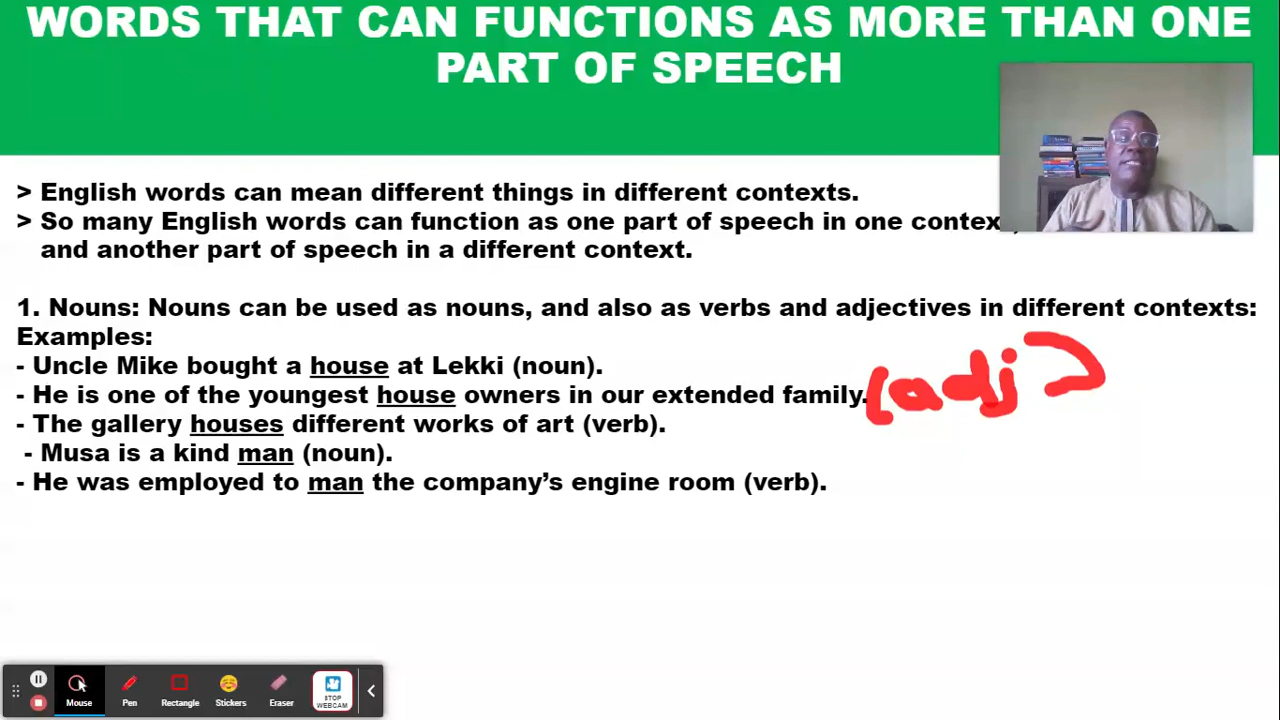 WORDS THAT CAN FUNCTIONS AS MORE THAN ONE
PART OF SPEECH
> English words can mean different things in different contexts.
> So many English words can function as one part of speech in one context,
and another part of speech in a different context.
1. Nouns: Nouns can be used as nouns, and also as verbs and adjectives in different contexts:
Examples:
- Uncle Mike bought a house at Lekki (noun).
- He is one of the youngest house owners in our extended family. (adj)
- The gallery houses different works of art (verb).
- Musa is a kind man (noun).
- He was employed to man the company's engine room (verb).
Mouse Pen Rectangle Stickers Eraser STOP WEBCAM